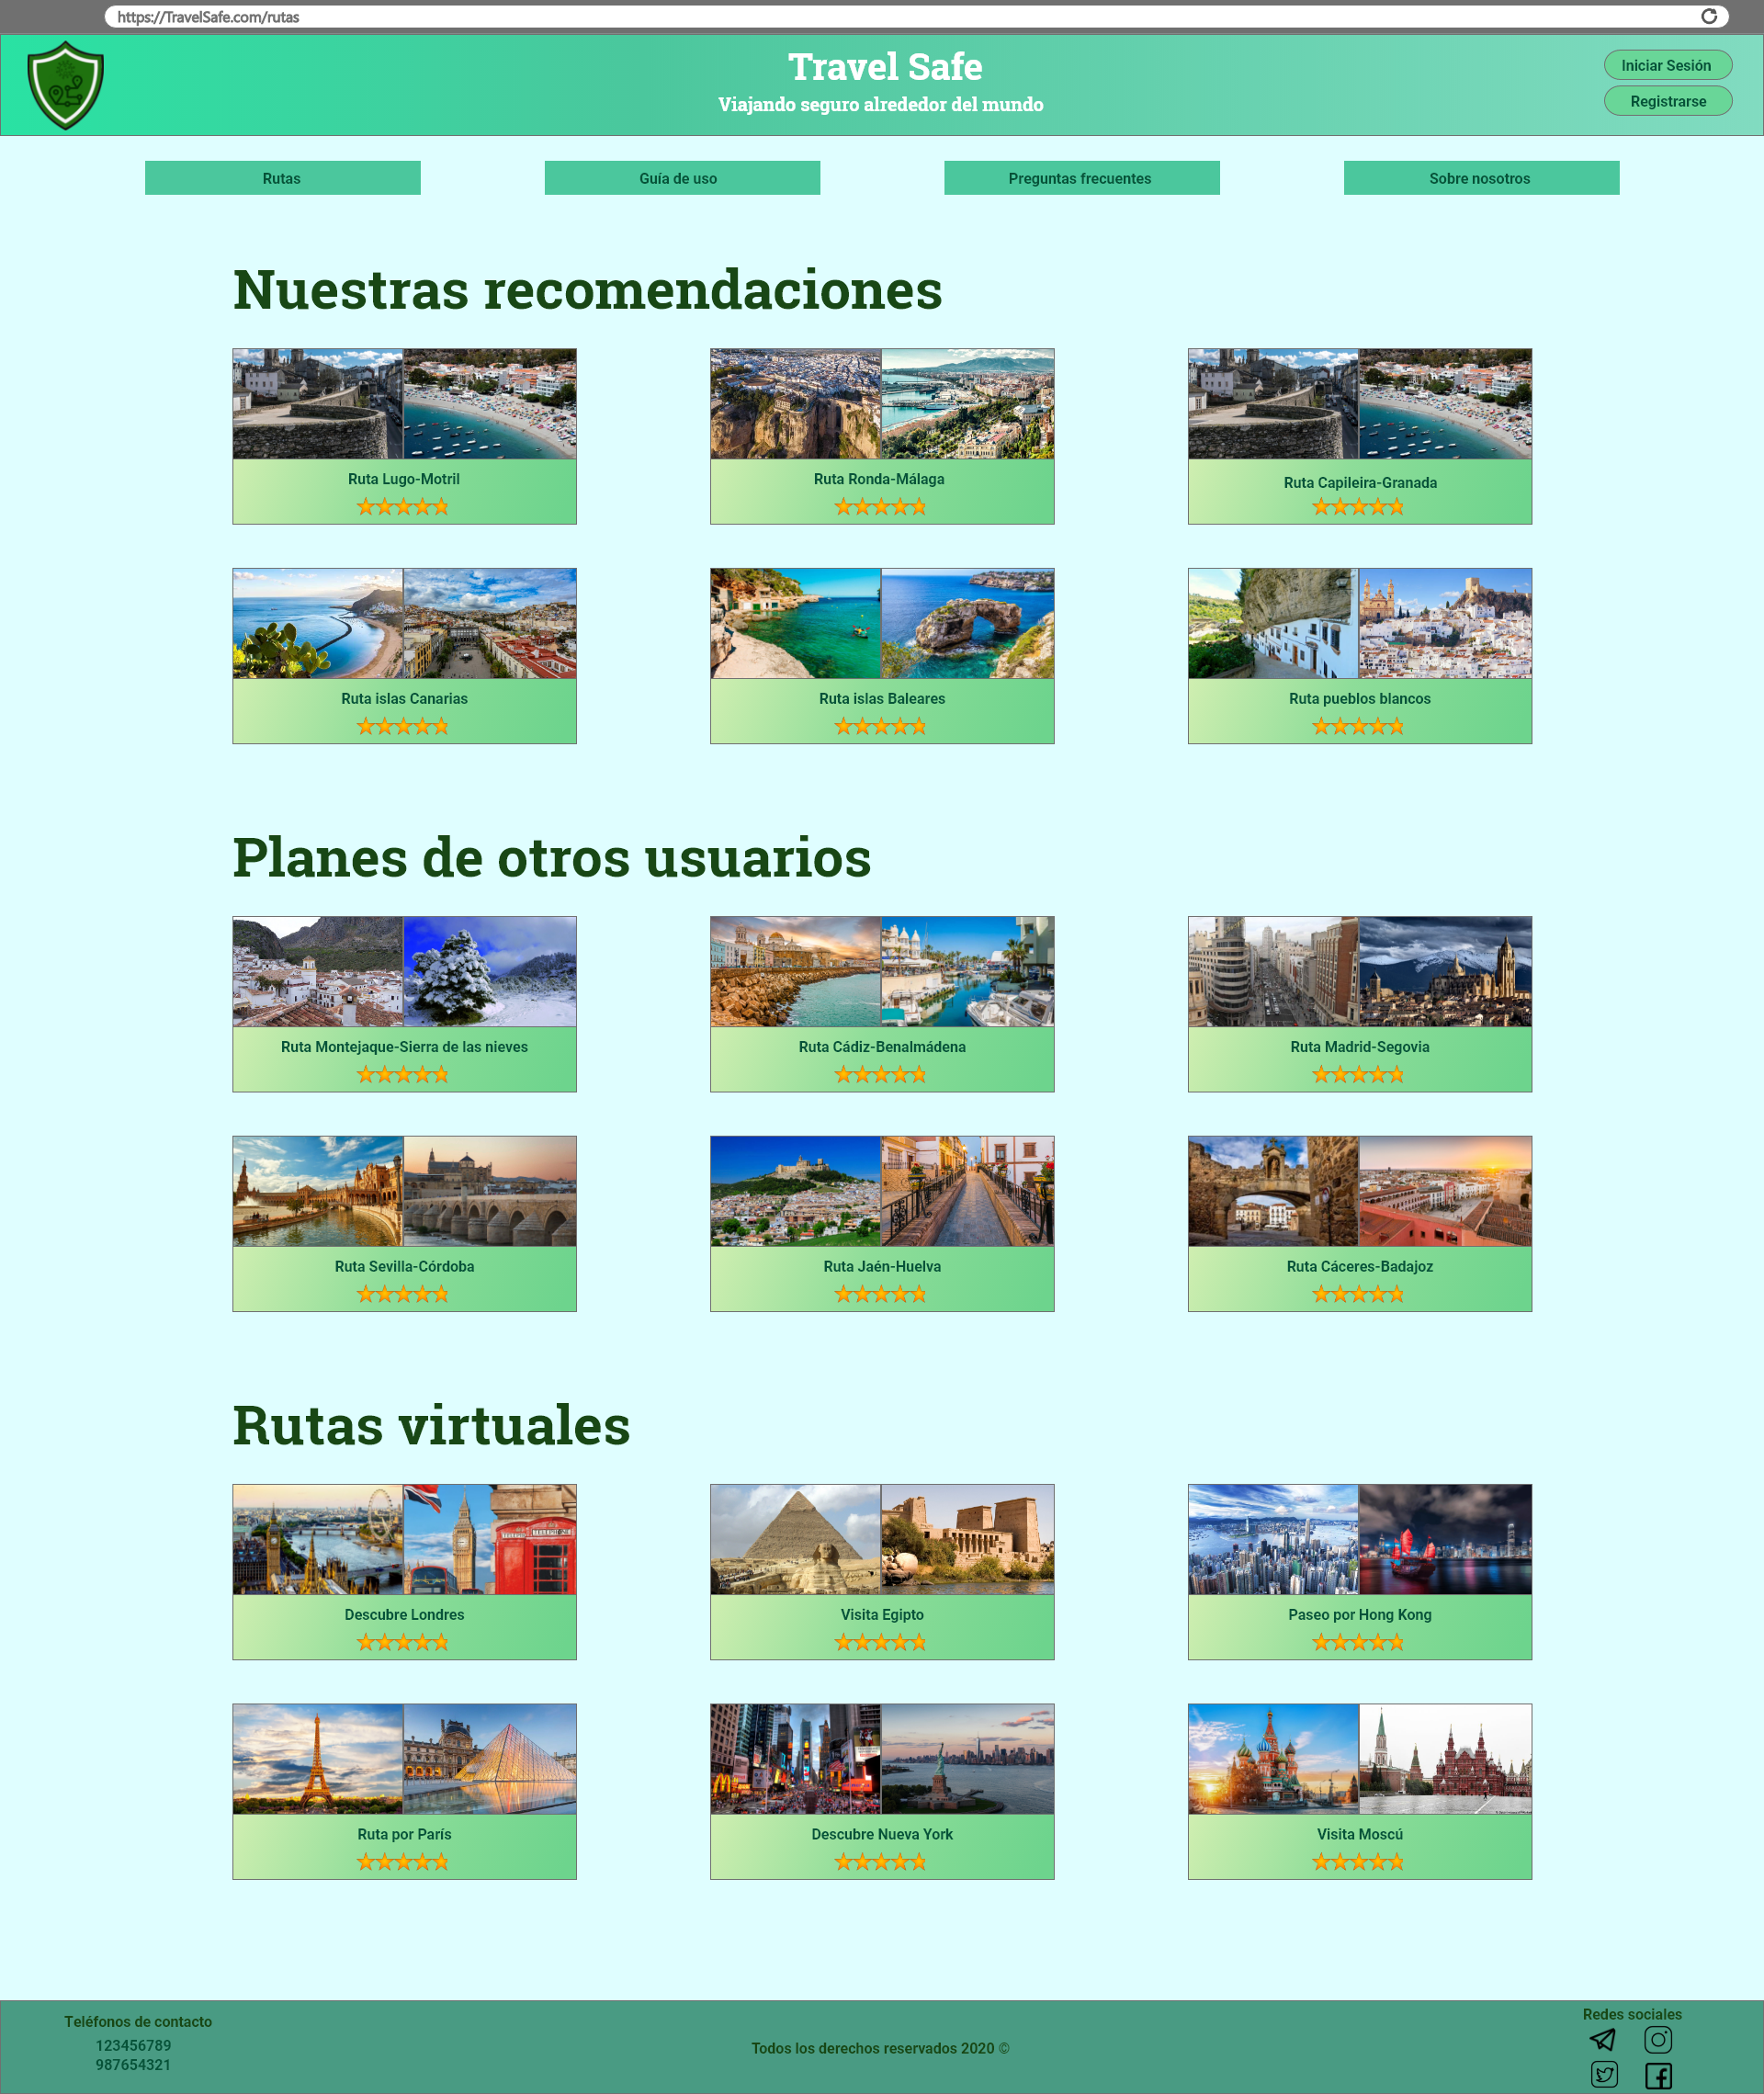 https://TravelSafe.com/rutas
Travel Safe
Viajando seguro alrededor del mundo
Iniciar Sesión
Registrarse
Rutas
Guía de uso
Preguntas frecuentes
Sobre nosotros
Nuestras recomendaciones
Ruta Lugo-Motril
Ruta Ronda-Málaga
Ruta Capileira-Granada
Ruta islas Canarias
Ruta islas Baleares
Ruta pueblos blancos
Planes de otros usuarios
Ruta Montejaque-Sierra de las nieves
Ruta Cádiz-Benalmádena
Ruta Madrid-Segovia
Ruta Sevilla-Córdoba
Ruta Jaén-Huelva
Ruta Cáceres-Badajoz
Rutas virtuales
TELEPHONE
TELEPHONE
Descubre Londres
Visita Egipto
Paseo por Hong Kong
Ruta por París
Descubre Nueva York
Visita Moscú
Teléfonos de contacto
123456789
987654321
Todos los derechos reservados 2020 ©
Redes sociales